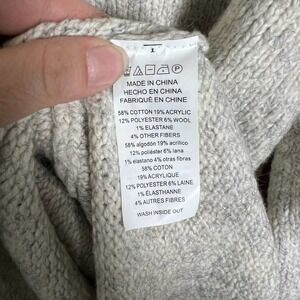 MADE IN CHINA
HECHO EN CHINA
FABRIQUÉ EN CHINE
58% COTTON 19% ACRYLIC
12% POLYESTER 6% WOOL
1% ELASTANE
4% OTHER FIBERS
58% algodón 19% acrílico
12% poliéster 6% lana
1% elastano 4% otras fibras
58% COTON
19% ACRYLIQUE
12% POLYESTER 6% LAINE
1% ÉLASTHANNE
4% AUTRES FIBRES
WASH INSIDE OUT